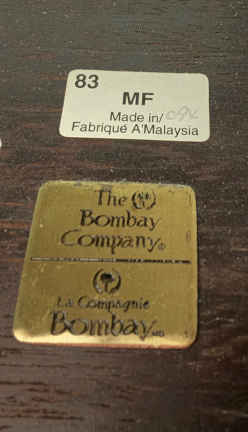 83
MF
Made in/
Fabriqué A'Malaysia
The
Bombay
Company®
La Compagnie
Bombay